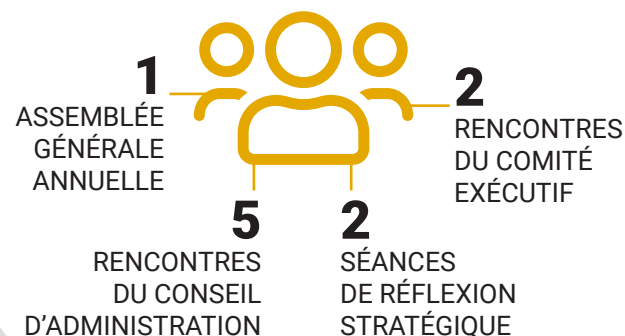 1
ASSEMBLÉE
GÉNÉRALE
ANNUELLE
2
RENCONTRES
DU COMITÉ
EXÉCUTIF
5
RENCONTRES
DU CONSEIL
D'ADMINISTRATION
2
SÉANCES
DE RÉFLEXION
STRATÉGIQUE